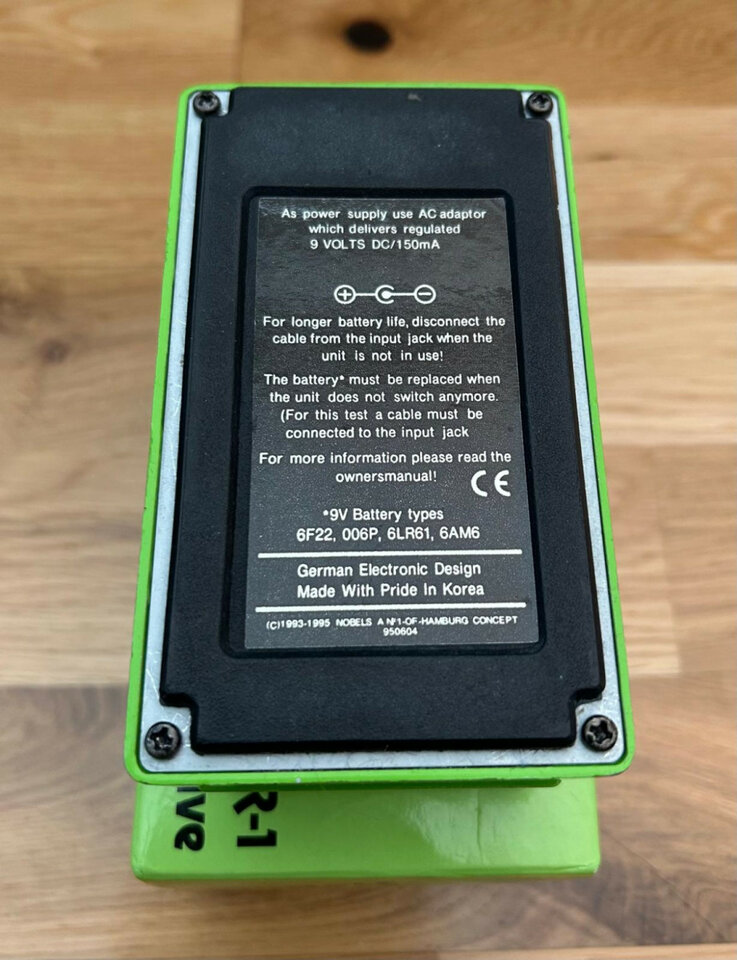 As power supply use AC adaptor
which delivers regulated
9 VOLTS DC/150mA
+ −
For longer battery life, disconnect the
cable from the input jack when the
unit is not in use!
The battery* must be replaced when
the unit does not switch anymore.
(For this test a cable must be
connected to the input jack
For more information please read the
ownersmanual!
CE
*9V Battery types
6F22, 006P, 6LR61, 6AM6
German Electronic Design
Made With Pride In Korea
(C)1993-1995 NOBELS A Nº1-OF-HAMBURG CONCEPT
950604
R-1
ive